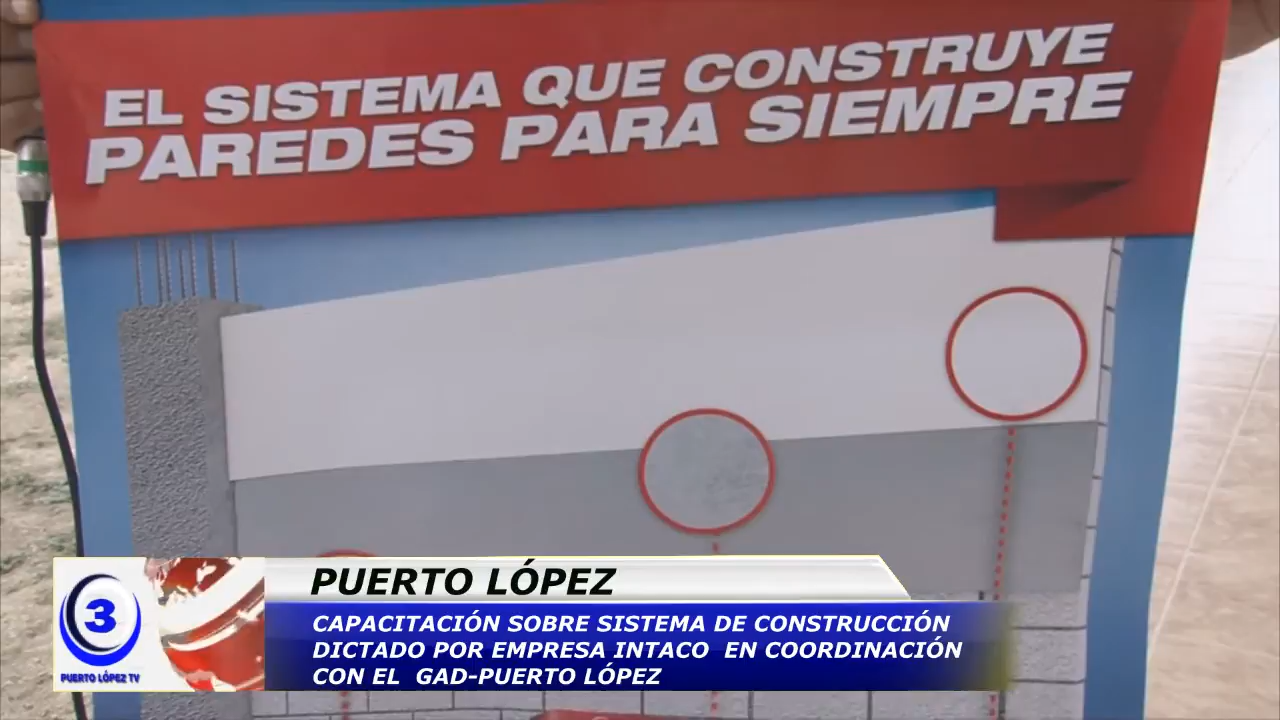 EL SISTEMA QUE CONSTRUYE
PAREDES PARA SIEMPRE
PUERTO LÓPEZ
3
PUERTO LÓPEZ TV
CAPACITACIÓN SOBRE SISTEMA DE CONSTRUCCIÓN
DICTADO POR EMPRESA INTACO EN COORDINACIÓN
CON EL GAD-PUERTO LÓPEZ